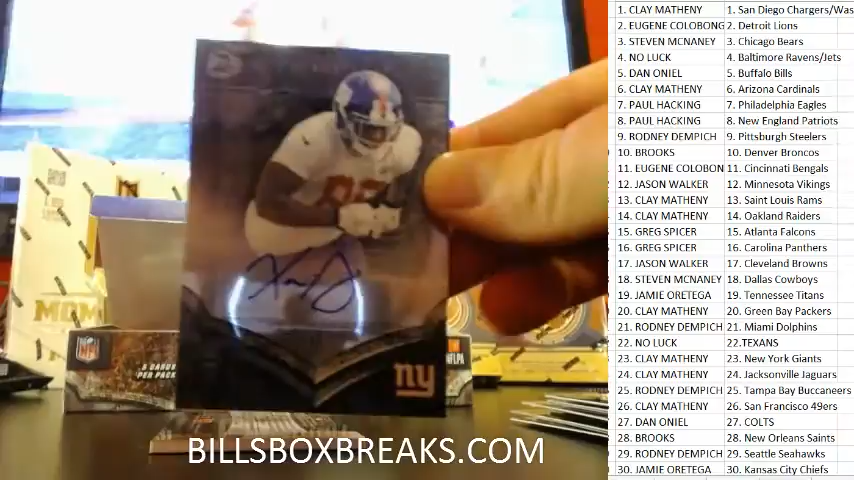 1. CLAY MATHENY 1. San Diego Chargers/Was
2. EUGENE COLOBONG 2. Detroit Lions
3. STEVEN MCNANEY 3. Chicago Bears
4. NO LUCK 4. Baltimore Ravens/Jets
5. DAN ONIEL 5. Buffalo Bills
6. CLAY MATHENY 6. Arizona Cardinals
7. PAUL HACKING 7. Philadelphia Eagles
8. PAUL HACKING 8. New England Patriots
9. RODNEY DEMPICH 9. Pittsburgh Steelers
10. BROOKS 10. Denver Broncos
11. EUGENE COLOBON 11. Cincinnati Bengals
12. JASON WALKER 12. Minnesota Vikings
13. CLAY MATHENY 13. Saint Louis Rams
14. CLAY MATHENY 14. Oakland Raiders
15. GREG SPICER 15. Atlanta Falcons
16. GREG SPICER 16. Carolina Panthers
17. JASON WALKER 17. Cleveland Browns
18. STEVEN MCNANEY 18. Dallas Cowboys
19. JAMIE ORETEGA 19. Tennessee Titans
20. CLAY MATHENY 20. Green Bay Packers
21. RODNEY DEMPICH 21. Miami Dolphins
22. NO LUCK 22.TEXANS
23. CLAY MATHENY 23. New York Giants
24. CLAY MATHENY 24. Jacksonville Jaguars
25. RODNEY DEMPICH 25. Tampa Bay Buccaneers
26. CLAY MATHENY 26. San Francisco 49ers
27. DAN ONIEL 27. COLTS
28. BROOKS 28. New Orleans Saints
29. RODNEY DEMPICH 29. Seattle Seahawks
30. JAMIE ORETEGA 30. Kansas City Chiefs
MOM
NFL
PER PACK
NFLPA
ny
BILLSBOXBREAKS.COM